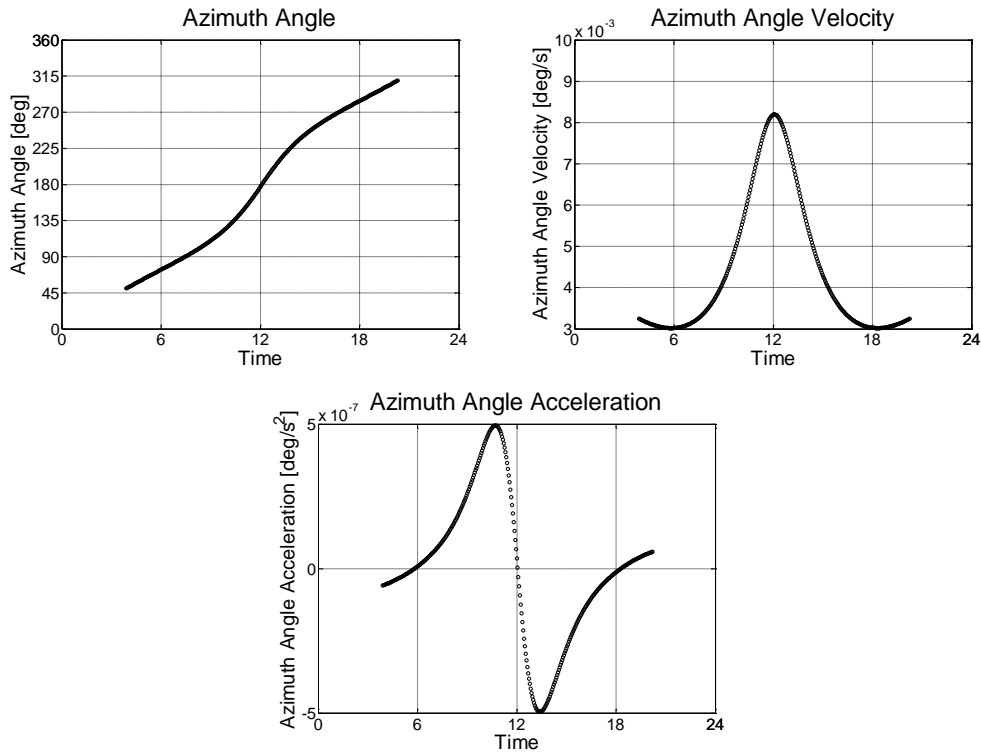 Azimuth Angle
Azimuth Angle [deg]
360
315
270
225
180
135
90
45
0
0 6 12 18 24
Time
Azimuth Angle Velocity
x 10-3
Azimuth Angle Velocity [deg/s]
10
9
8
7
6
5
4
3
0 6 12 18 24
Time
Azimuth Angle Acceleration
x 10-7
Azimuth Angle Acceleration [deg/s2]
5
0
-5
0 6 12 18 24
Time